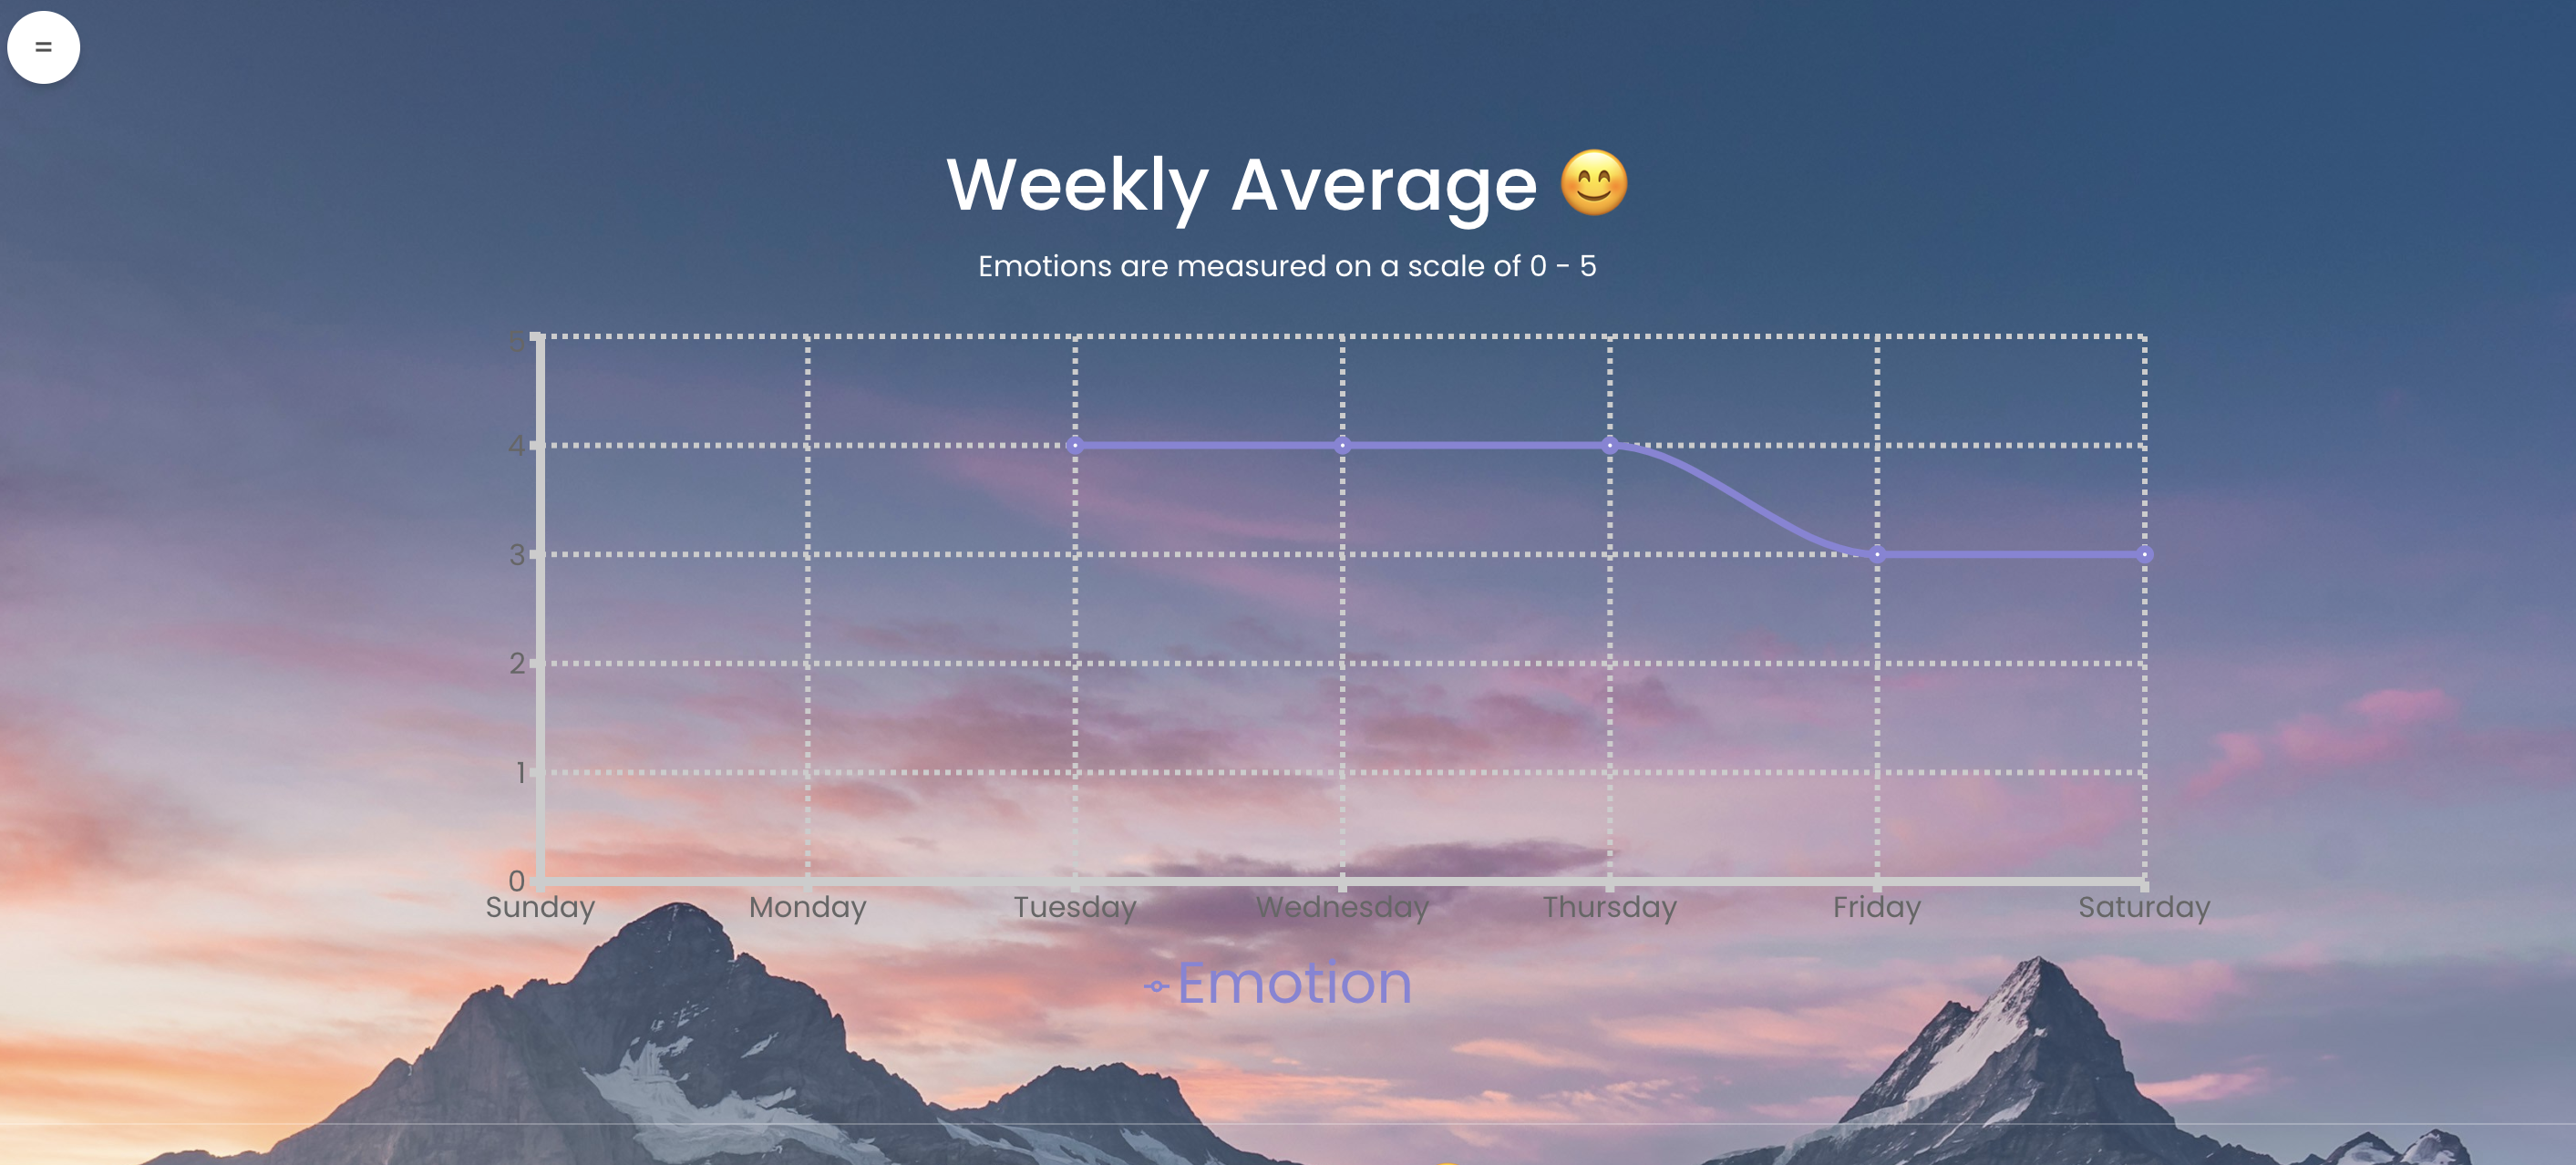 =
Weekly Average 😊
Emotions are measured on a scale of 0 - 5
5
4
3
2
1
0
Sunday Monday Tuesday Wednesday Thursday Friday Saturday
Emotion